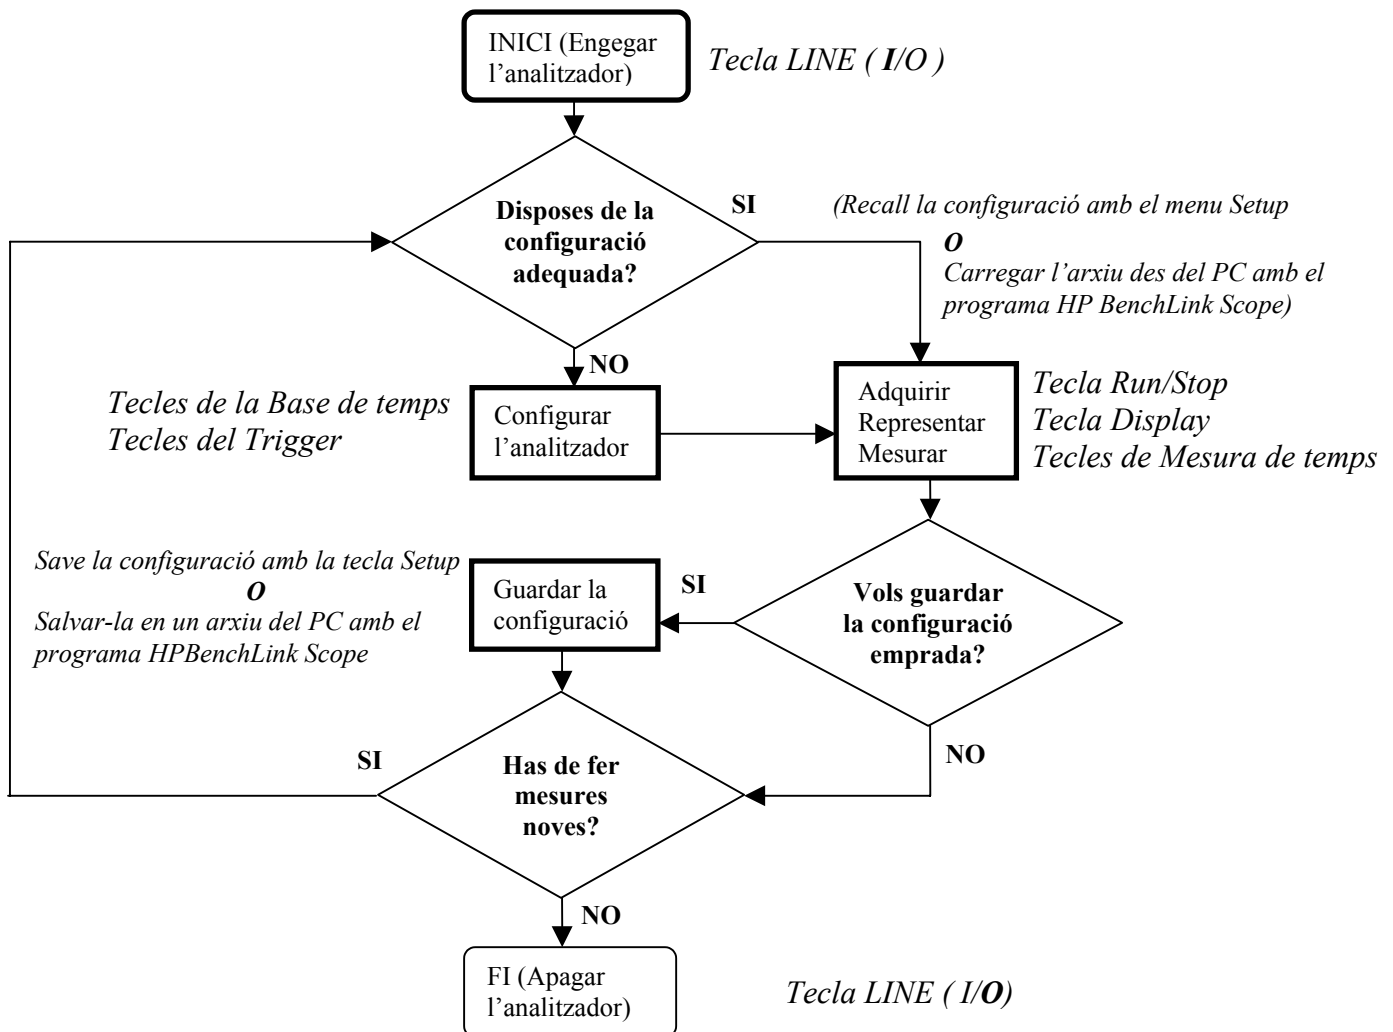 INICI (Engegar
l’analitzador)
Tecla LINE ( I/O )
Disposes de la
configuració
adequada?
SI
(Recall la configuració amb el menu Setup
O
Carregar l’arxiu des del PC amb el
programa HP BenchLink Scope)
NO
Tecles de la Base de temps
Tecles del Trigger
Configurar
l’analitzador
Adquirir
Representar
Mesurar
Tecla Run/Stop
Tecla Display
Tecles de Mesura de temps
Save la configuració amb la tecla Setup
O
Salvar-la en un arxiu del PC amb el
programa HPBenchLink Scope
Guardar la
configuració
SI
Vols guardar
la configuració
emprada?
NO
SI
Has de fer
mesures
noves?
NO
FI (Apagar
l’analitzador)
Tecla LINE ( I/O)